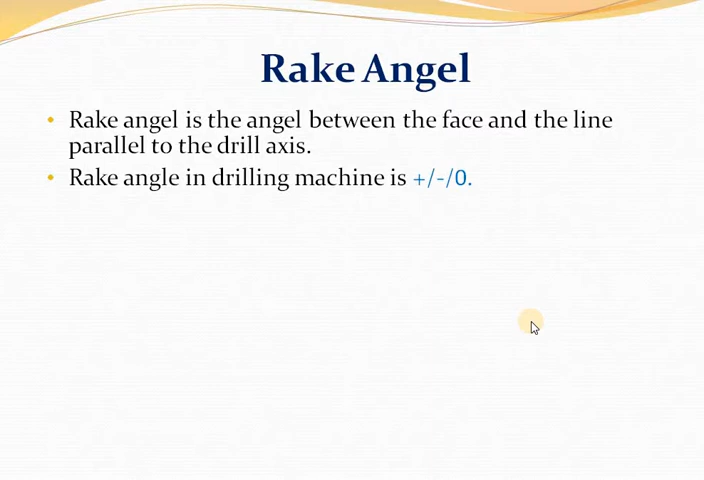 Rake Angel
• Rake angel is the angel between the face and the line
parallel to the drill axis.
• Rake angle in drilling machine is +/-/0.